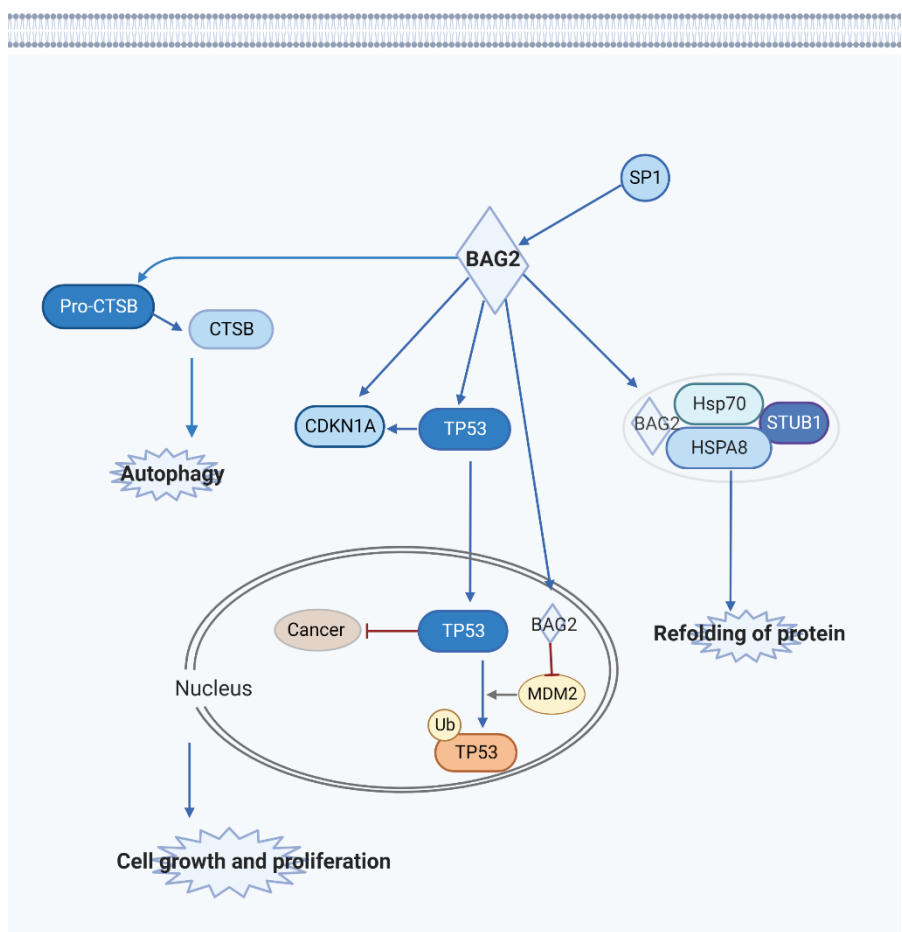 SP1
BAG2
Pro-CTSB
CTSB
Hsp70
CDKN1A
TP53
BAG2
STUB1
HSPA8
Autophagy
Cancer
TP53
BAG2
Refolding of protein
Nucleus
MDM2
Ub
TP53
Cell growth and proliferation